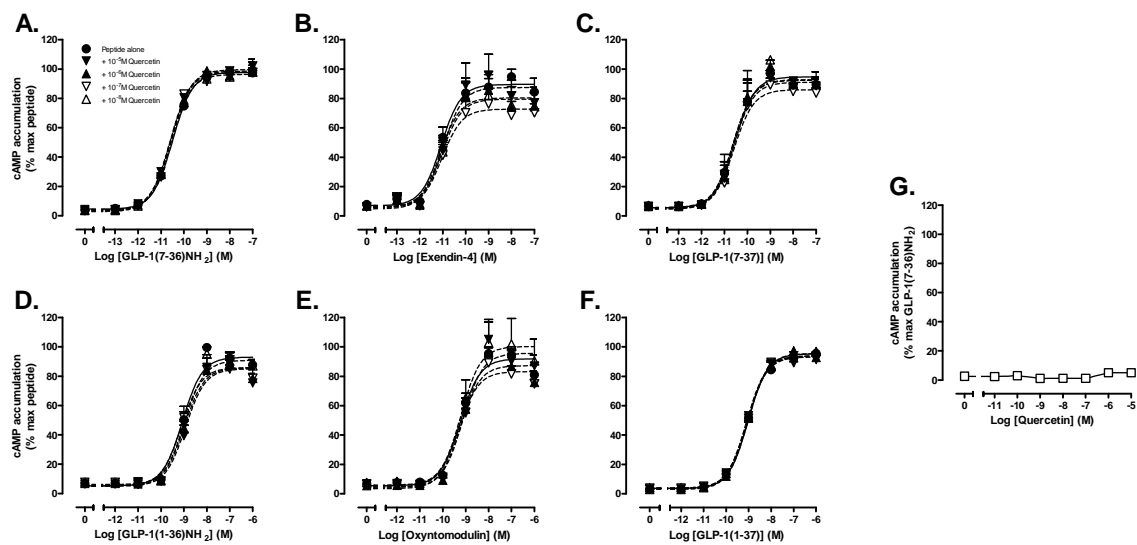 A.
120
100
80
60
40
20
0
cAMP accumulation
(% max peptide)
Peptide alone
+ 10⁻⁵M Quercetin
+ 10⁻⁶M Quercetin
+ 10⁻⁷M Quercetin
+ 10⁻⁸M Quercetin
0 -13 -12 -11 -10 -9 -8 -7
Log [GLP-1(7-36)NH₂] (M)
B.
120
100
80
60
40
20
0
0 -13 -12 -11 -10 -9 -8 -7
Log [Exendin-4] (M)
C.
120
100
80
60
40
20
0
0 -13 -12 -11 -10 -9 -8 -7
Log [GLP-1(7-37)] (M)
D.
120
100
80
60
40
20
0
cAMP accumulation
(% max peptide)
0 -12 -11 -10 -9 -8 -7 -6
Log [GLP-1(1-36)NH₂] (M)
E.
120
100
80
60
40
20
0
0 -12 -11 -10 -9 -8 -7 -6
Log [Oxyntomodulin] (M)
F.
120
100
80
60
40
20
0
0 -12 -11 -10 -9 -8 -7 -6
Log [GLP-1(1-37)] (M)
G.
120
100
80
60
40
20
0
cAMP accumulation
(% max GLP-1(7-36)NH₂)
0 -11 -10 -9 -8 -7 -6 -5
Log [Quercetin] (M)